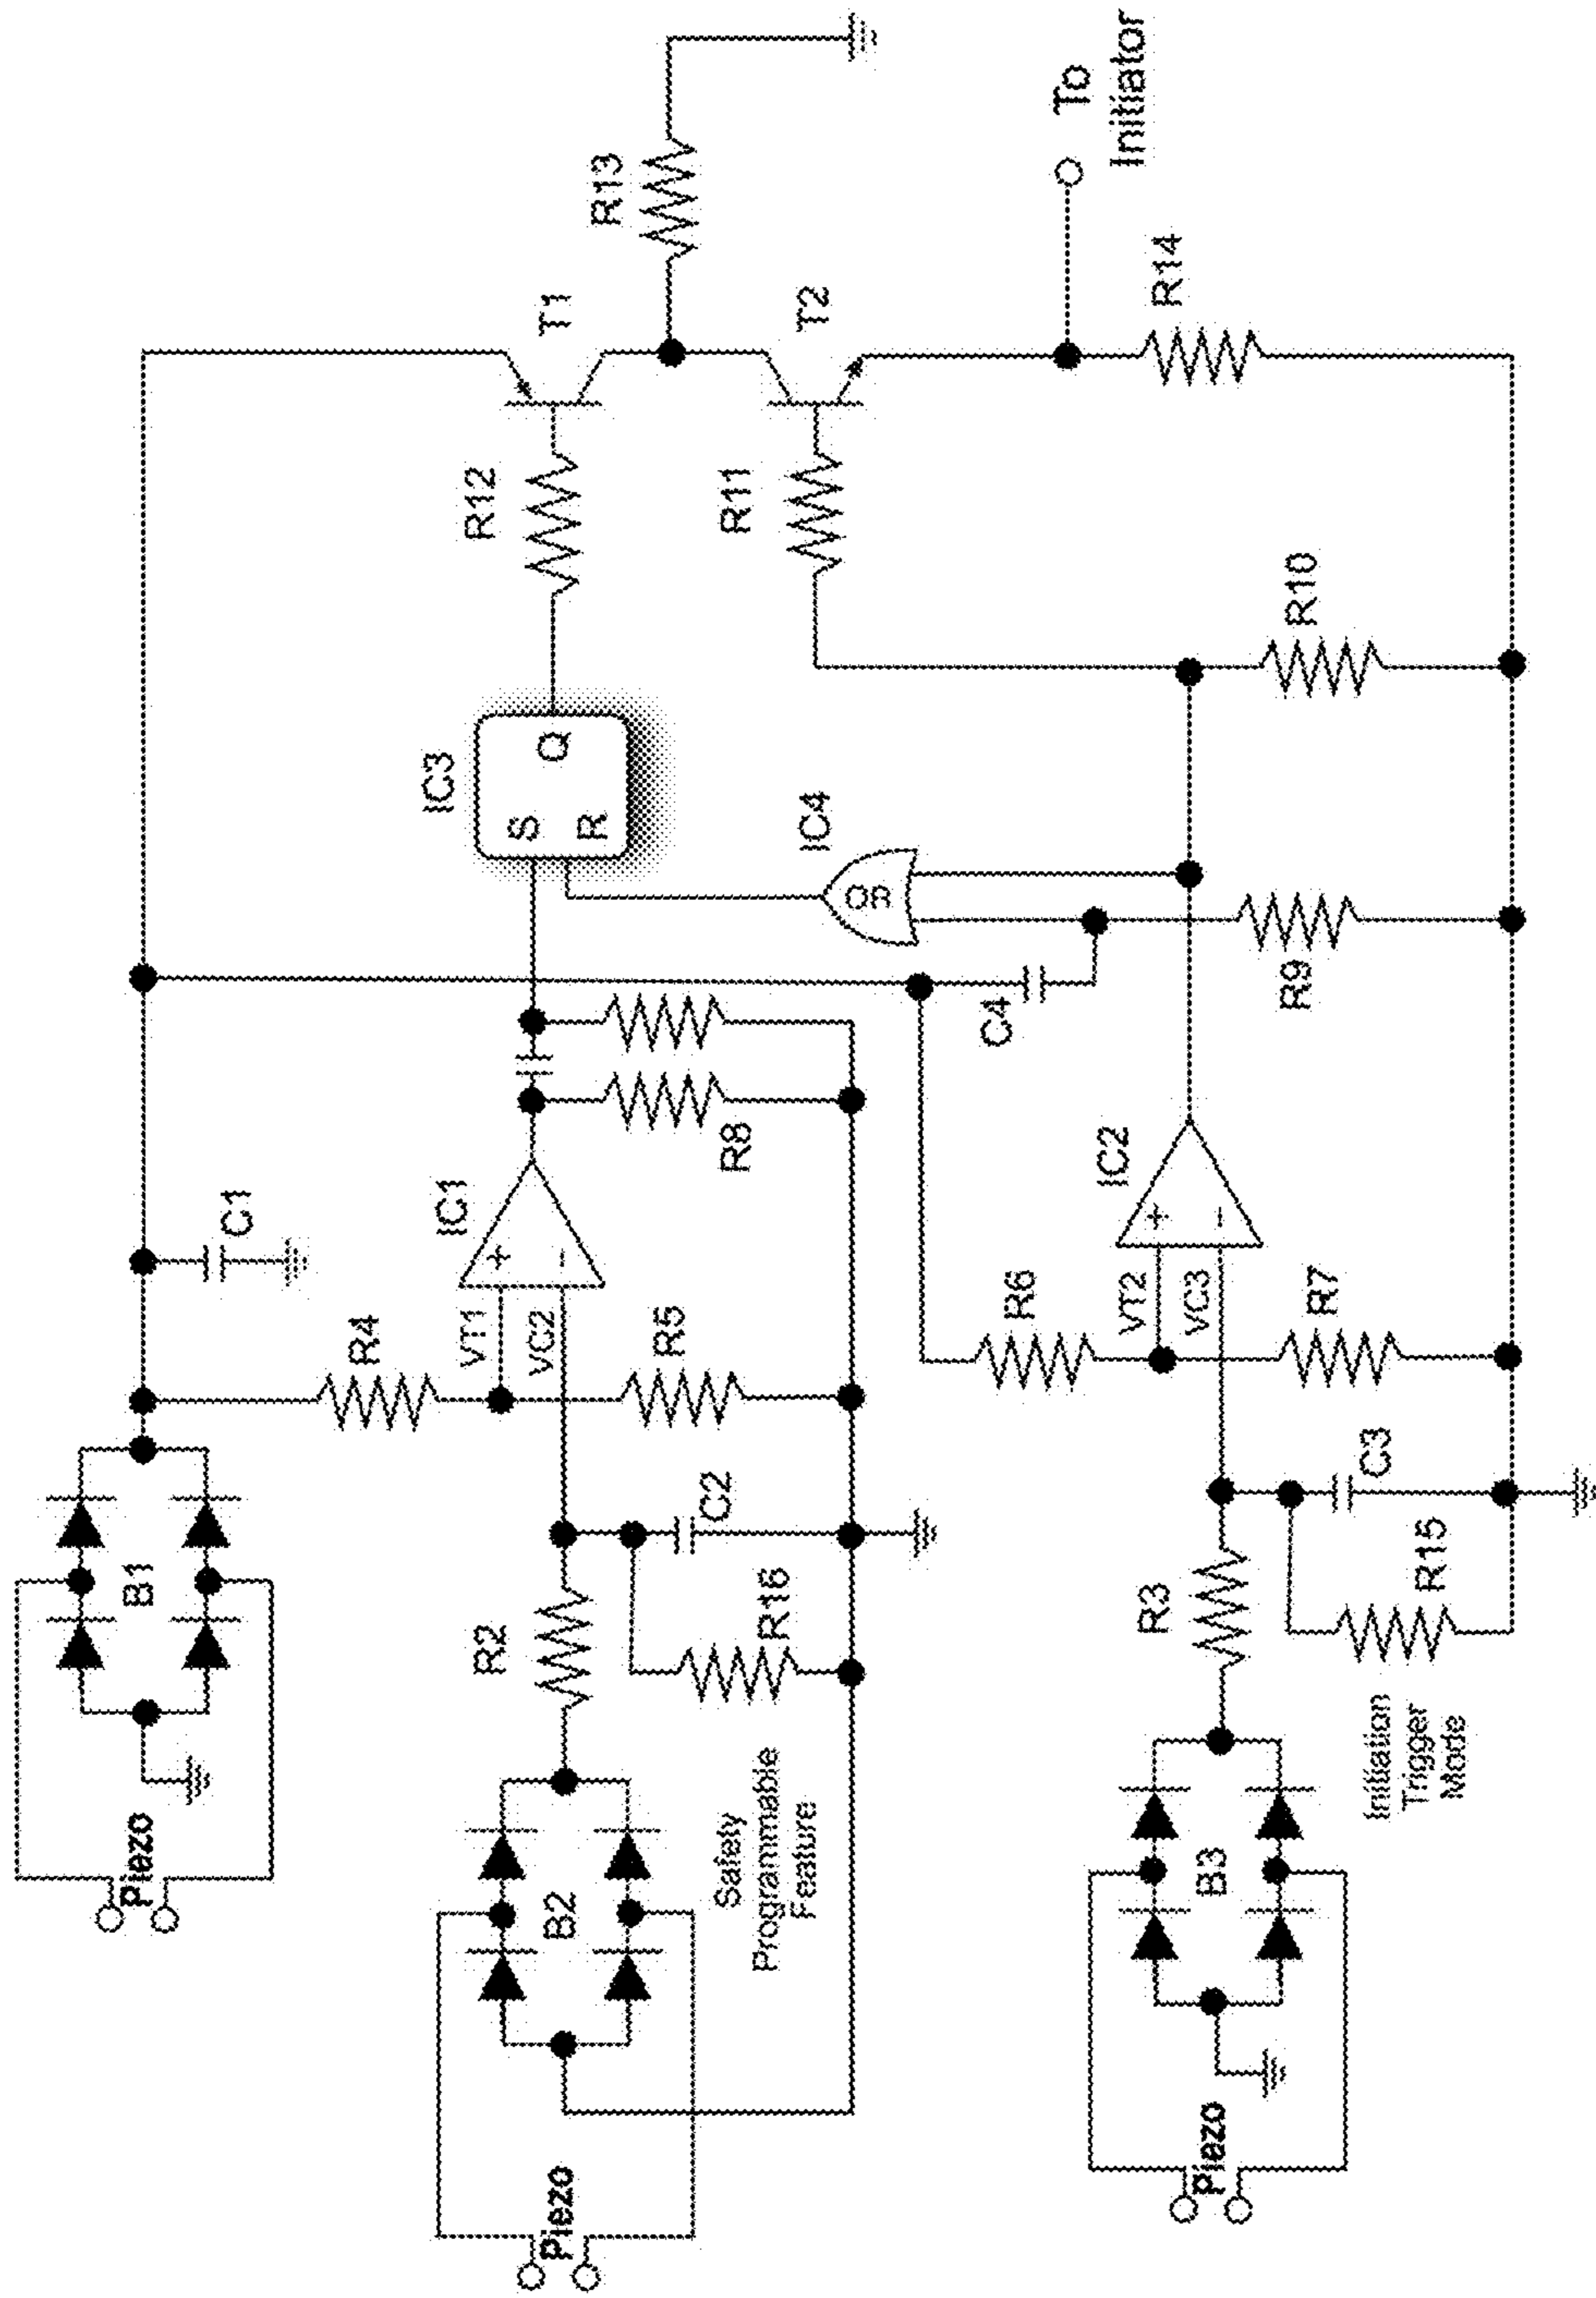 Piezo
B1
C1
R4
VT1
VC2
IC1
R5
R8
IC3
S
R
Q
R12
T1
R13
Piezo
B2
R2
C2
R16
Safety
Programmable
Feature
IC4
OR
R11
T2
C4
R6
VT2
VC3
IC2
R7
R9
R10
R14
To
Initiator
Piezo
B3
R3
C3
R15
Initiation
Trigger
Mode
+
−
+
−